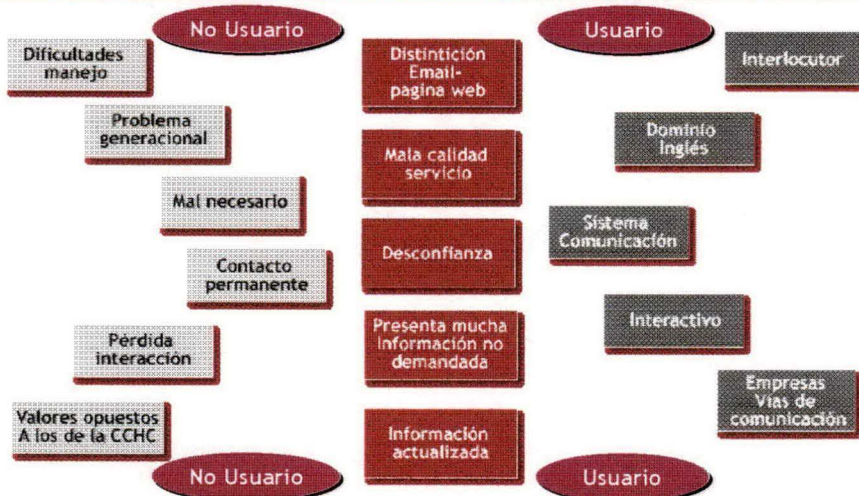 No Usuario
Usuario
Dificultades
manejo
Problema
generacional
Mal necesario
Contacto
permanente
Pérdida
interacción
Valores opuestos
A los de la CCHC
Distintición
Email-
pagina web
Mala calidad
servicio
Desconfianza
Presenta mucha
Información no
demandada
Información
actualizada
Interlocutor
Dominio
Inglés
Sistema
Comunicación
Interactivo
Empresas
Vias de
comunicación
No Usuario
Usuario